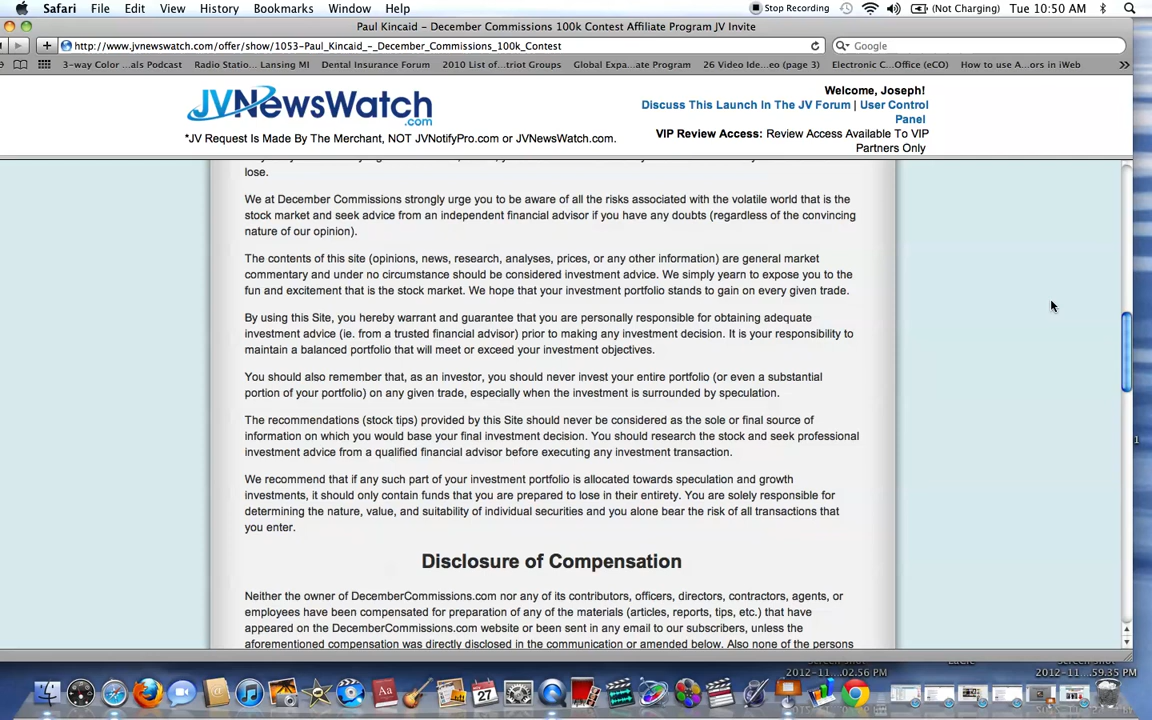 Safari File Edit View History Bookmarks Window Help Stop Recording (Not Charging) Tue 10:50 AM
Paul Kincaid – December Commissions 100k Contest Affiliate Program JV Invite
http://www.jvnewswatch.com/offer/show/1053-Paul_Kincaid_-_December_Commissions_100k_Contest Google
3-way Color ...als Podcast Radio Statio... Lansing MI Dental Insurance Forum 2010 List of...triot Groups Global Expa...ate Program 26 Video Ide...eo (page 3) Electronic C...Office (eCO) How to use A...ors in iWeb
JVNewsWatch.com
*JV Request Is Made By The Merchant, NOT JVNotifyPro.com or JVNewsWatch.com.
Welcome, Joseph!
Discuss This Launch In The JV Forum | User Control
Panel
VIP Review Access: Review Access Available To VIP
Partners Only
lose.
We at December Commissions strongly urge you to be aware of all the risks associated with the volatile world that is the
stock market and seek advice from an independent financial advisor if you have any doubts (regardless of the convincing
nature of our opinion).
The contents of this site (opinions, news, research, analyses, prices, or any other information) are general market
commentary and under no circumstance should be considered investment advice. We simply yearn to expose you to the
fun and excitement that is the stock market. We hope that your investment portfolio stands to gain on every given trade.
By using this Site, you hereby warrant and guarantee that you are personally responsible for obtaining adequate
investment advice (ie. from a trusted financial advisor) prior to making any investment decision. It is your responsibility to
maintain a balanced portfolio that will meet or exceed your investment objectives.
You should also remember that, as an investor, you should never invest your entire portfolio (or even a substantial
portion of your portfolio) on any given trade, especially when the investment is surrounded by speculation.
The recommendations (stock tips) provided by this Site should never be considered as the sole or final source of
information on which you would base your final investment decision. You should research the stock and seek professional
investment advice from a qualified financial advisor before executing any investment transaction.
We recommend that if any such part of your investment portfolio is allocated towards speculation and growth
investments, it should only contain funds that you are prepared to lose in their entirety. You are solely responsible for
determining the nature, value, and suitability of individual securities and you alone bear the risk of all transactions that
you enter.
Disclosure of Compensation
Neither the owner of DecemberCommissions.com nor any of its contributors, officers, directors, contractors, agents, or
employees have been compensated for preparation of any of the materials (articles, reports, tips, etc.) that have
appeared on the DecemberCommissions.com website or been sent in any email to our subscribers, unless the
aforementioned compensation was directly disclosed in the communication or amended below. Also none of the persons
2012-11...02.56 PM 2012-11...59.35 PM
27